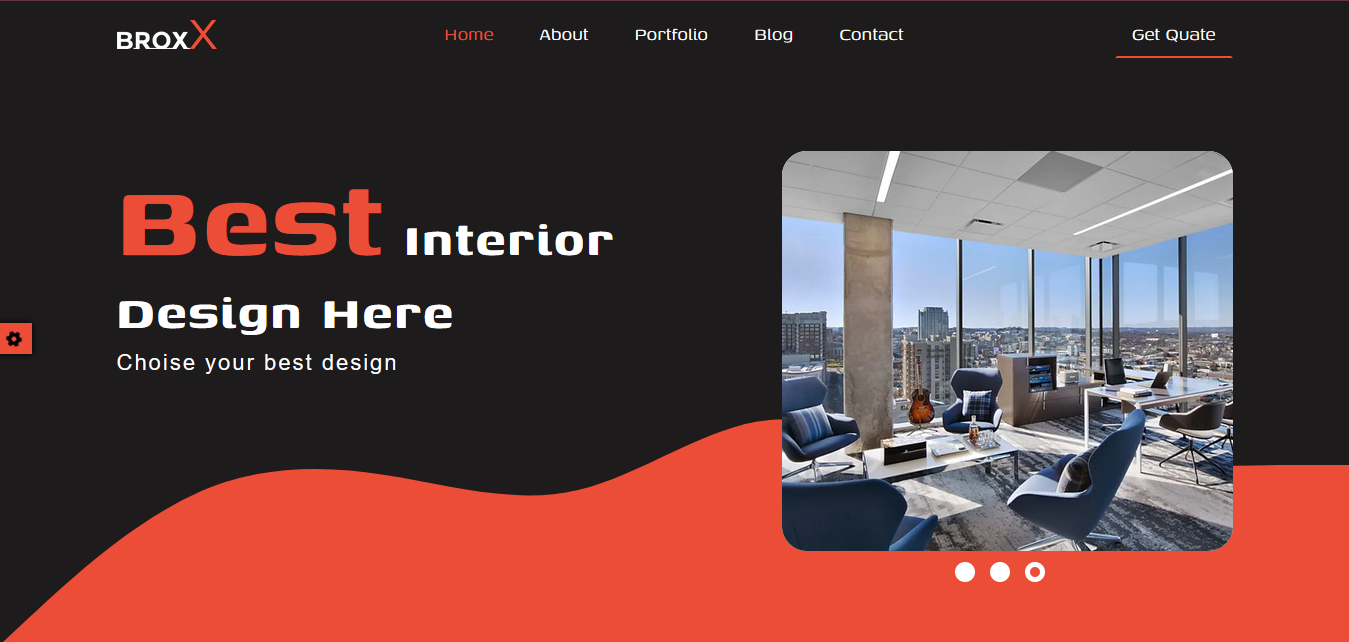 BROXX
Home About Portfolio Blog Contact
Get Quate
Best Interior
Design Here
Choise your best design